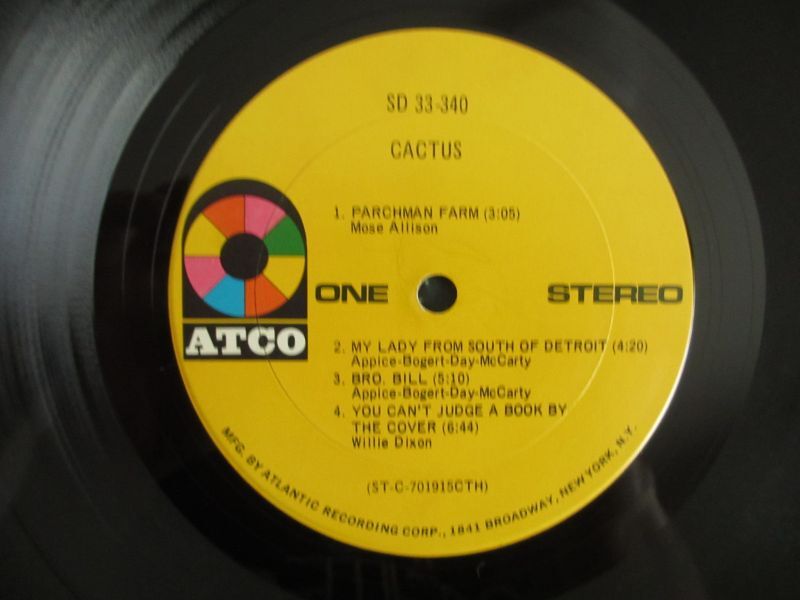 SD 33-340
CACTUS
1. PARCHMAN FARM (3:05)
Mose Allison
ONE
STEREO
ATCO
2. MY LADY FROM SOUTH OF DETROIT (4:20)
Appice-Bogert-Day-McCarty
3. BRO. BILL (5:10)
Appice-Bogert-Day-McCarty
4. YOU CAN'T JUDGE A BOOK BY
THE COVER (6:44)
Willie Dixon
(ST-C-701915CTH)
MFG. BY ATLANTIC RECORDING CORP., 1841 BROADWAY, NEW YORK, N.Y.